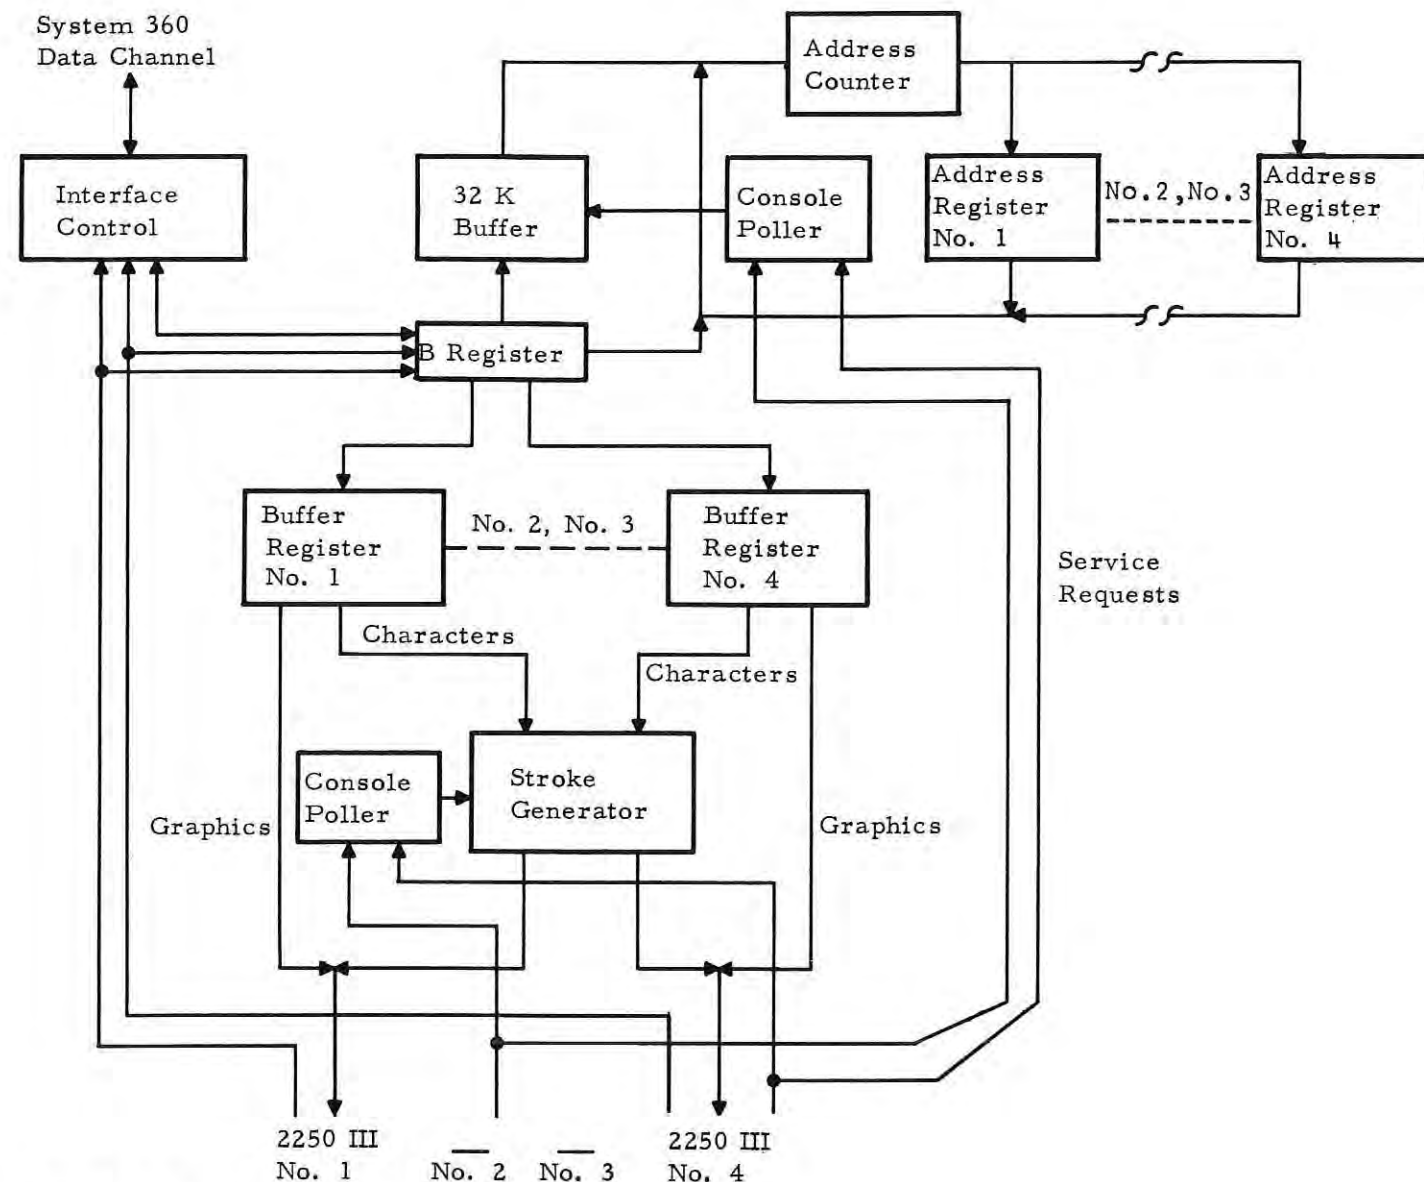 System 360
Data Channel
Address
Counter
Interface
Control
32 K
Buffer
Console
Poller
Address
Register
No. 1
No.2,No.3
Address
Register
No. 4
B Register
Buffer
Register
No. 1
No. 2, No. 3
Buffer
Register
No. 4
Service
Requests
Characters
Characters
Console
Poller
Stroke
Generator
Graphics
Graphics
2250 III
No. 1
No. 2
No. 3
2250 III
No. 4